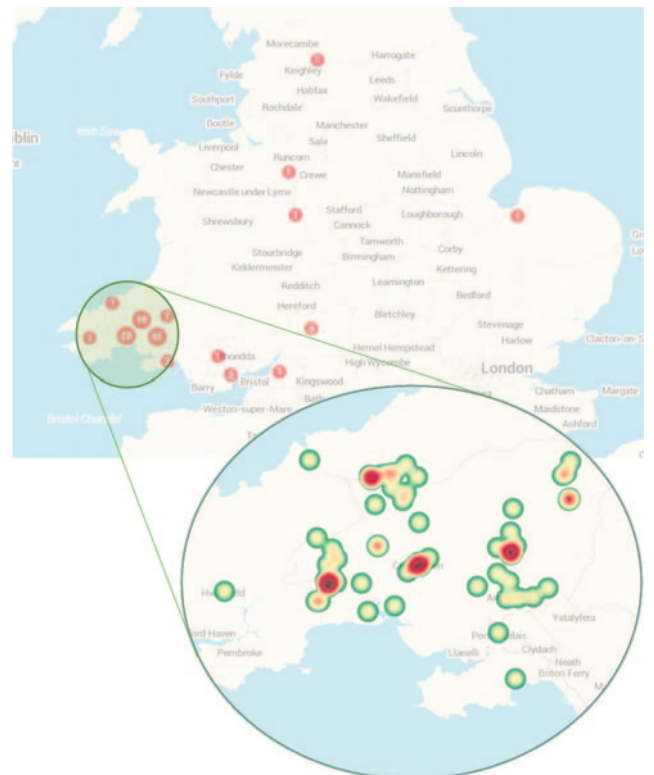 Morecambe
Harrogate
Keighley
Fylde
Leeds
Halifax
Southport
Wakefield
Rochdale
Scunthorpe
Bootle
Manchester
Irish Sea
Sale
Sheffield
Liverpool
Runcorn
Lincoln
Chester
Crewe
Mansfield
Newcastle under Lyme
Nottingham
Stafford
Loughborough
Shrewsbury
Cannock
Tamworth
Corby
Stourbridge
Birmingham
Kidderminster
Kettering
Redditch
Leamington
Bedford
Hereford
Bletchley
Stevenage
Hemel Hempstead
Harlow
Clacton-on-S
High Wycombe
London
Barry
Bristol
Kingswood
Chatham
Margate
Weston-super-Mare
Bath
Maidstone
Bristol Channel
Ashford
Ystalyfera
Llanelli
Clydach
Pembroke
Neath
Briton Ferry